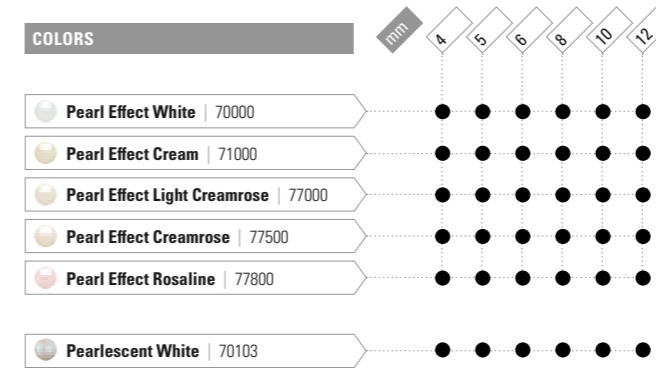 COLORS mm 4 5 6 8 10 12
Pearl Effect White | 70000
Pearl Effect Cream | 71000
Pearl Effect Light Creamrose | 77000
Pearl Effect Creamrose | 77500
Pearl Effect Rosaline | 77800
Pearlescent White | 70103